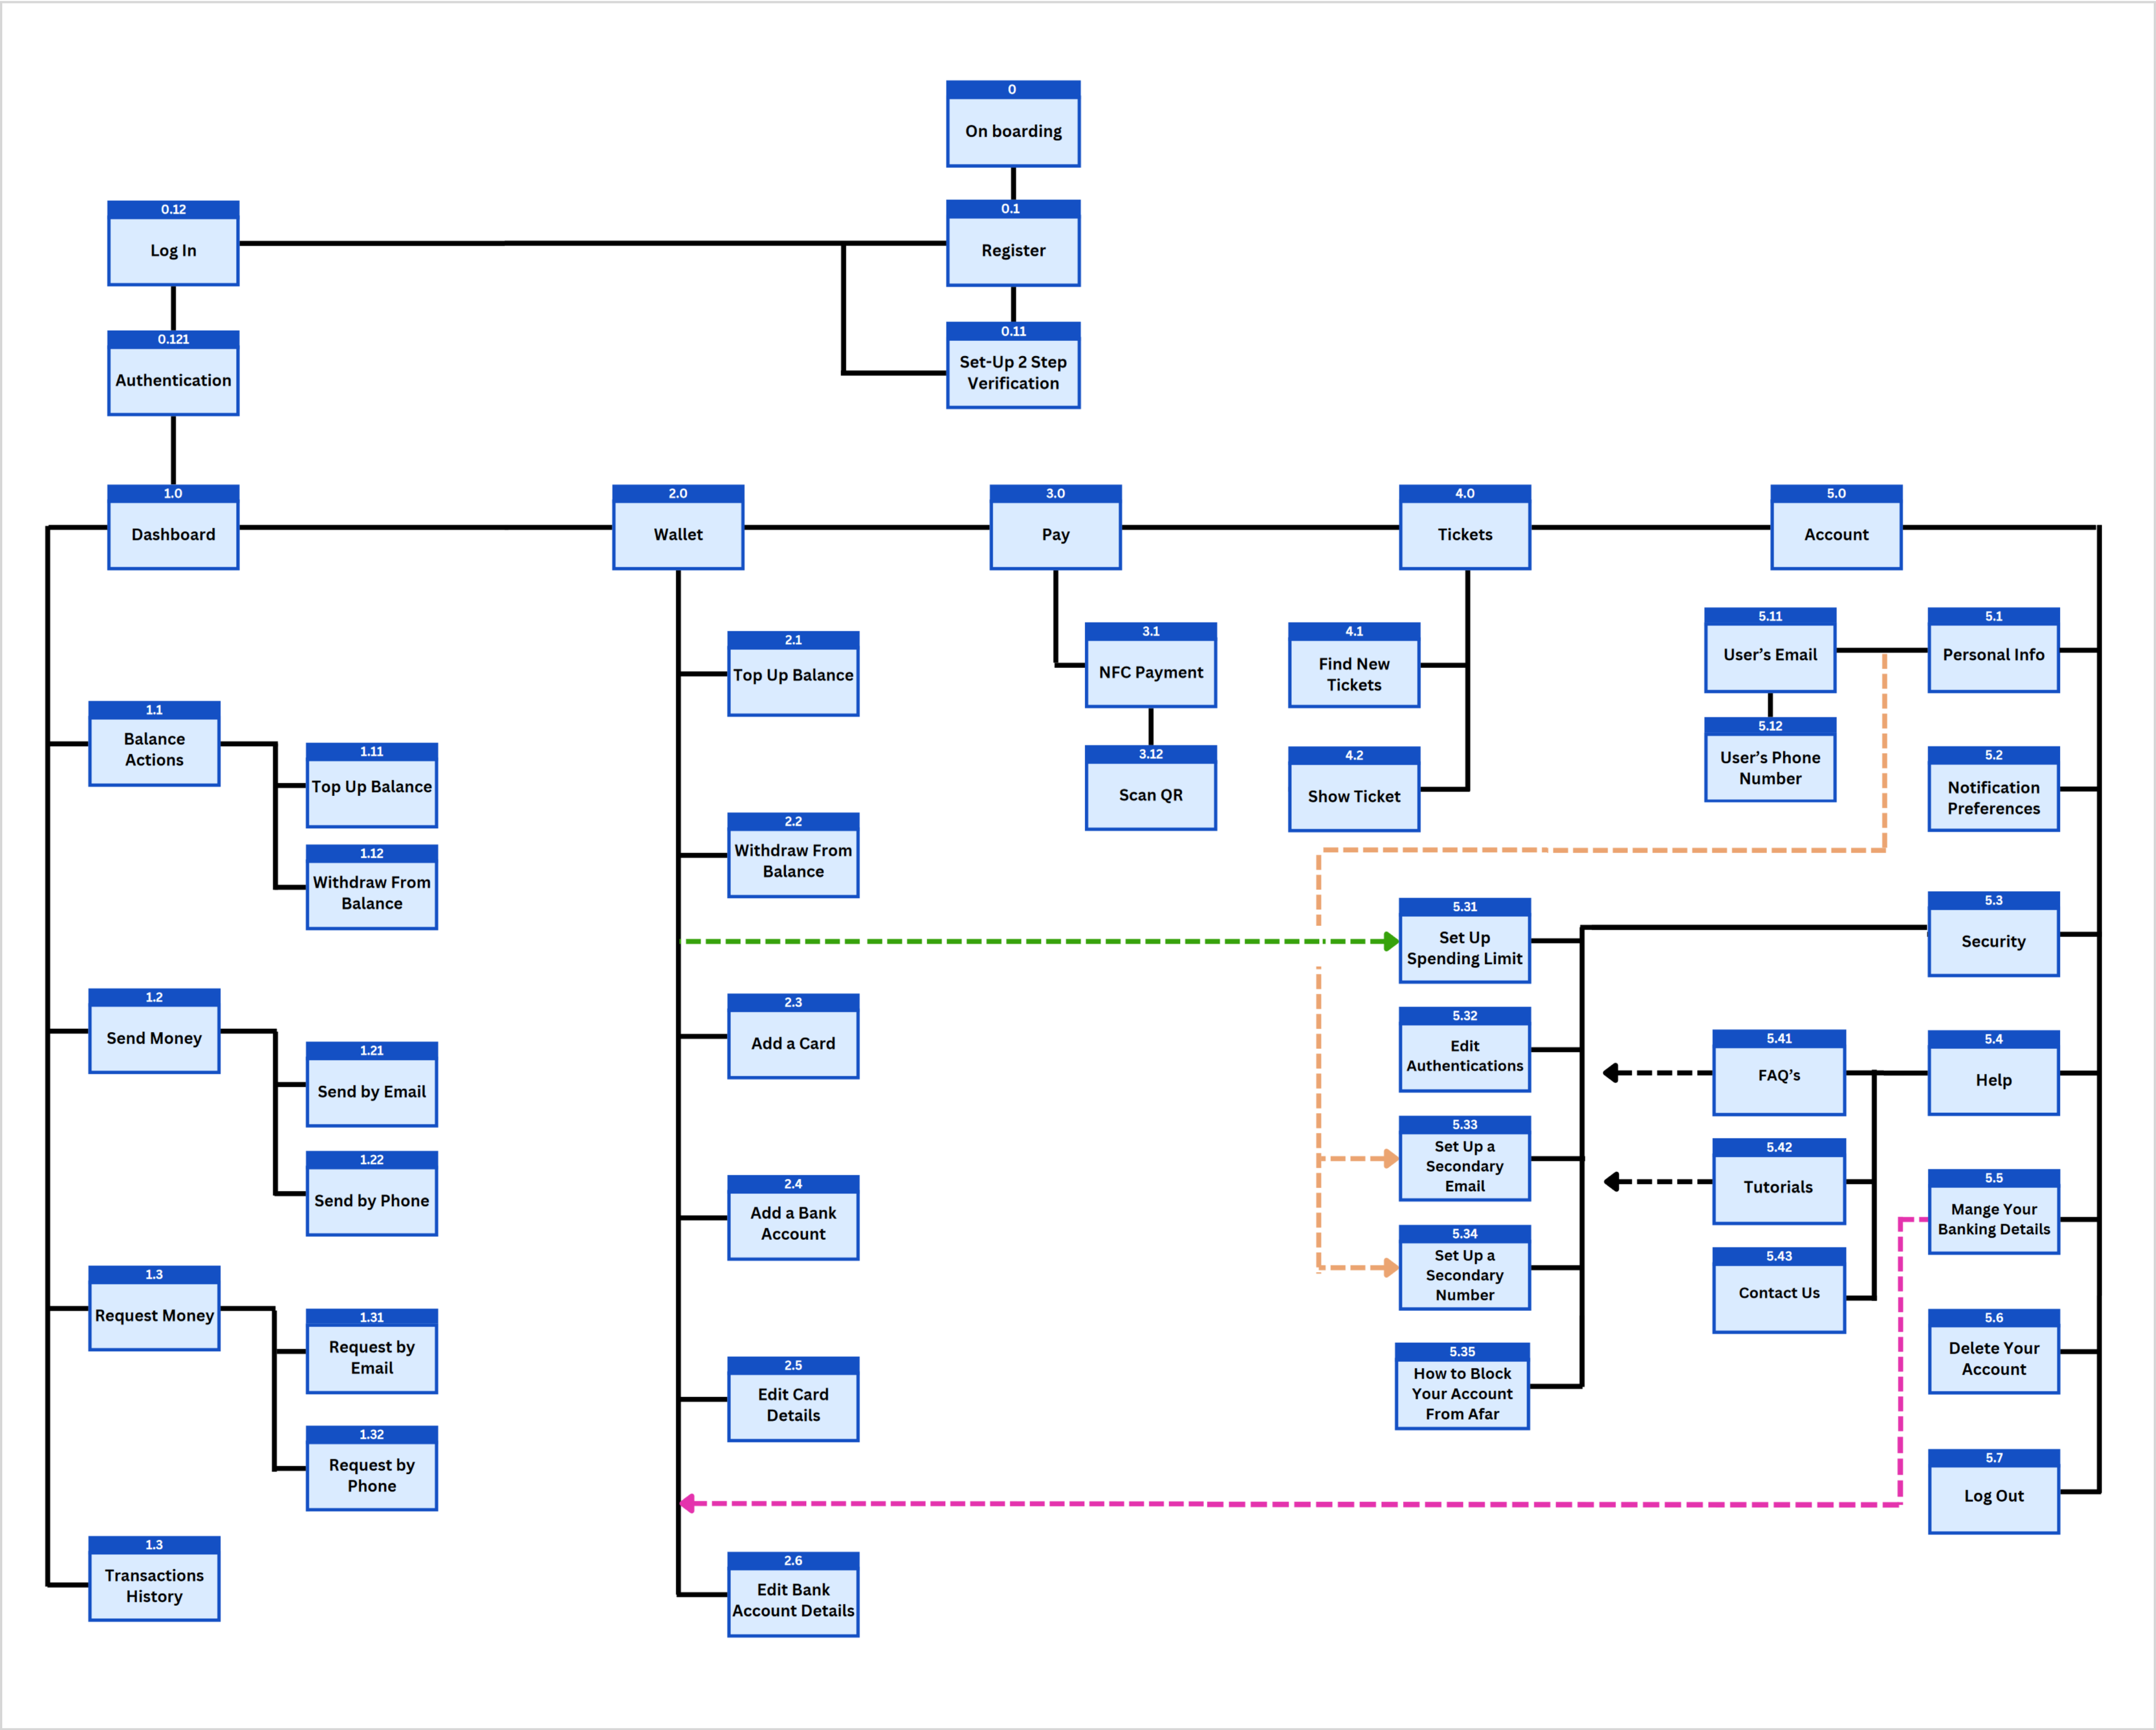 0
On boarding
0.1
Register
0.11
Set-Up 2 Step
Verification
0.12
Log In
0.121
Authentication
1.0
Dashboard
1.1
Balance
Actions
1.11
Top Up Balance
1.12
Withdraw From
Balance
1.2
Send Money
1.21
Send by Email
1.22
Send by Phone
1.3
Request Money
1.31
Request by
Email
1.32
Request by
Phone
1.3
Transactions
History
2.0
Wallet
2.1
Top Up Balance
2.2
Withdraw From
Balance
2.3
Add a Card
2.4
Add a Bank
Account
2.5
Edit Card
Details
2.6
Edit Bank
Account Details
3.0
Pay
3.1
NFC Payment
3.12
Scan QR
4.0
Tickets
4.1
Find New
Tickets
4.2
Show Ticket
5.0
Account
5.1
Personal Info
5.11
User's Email
5.12
User's Phone
Number
5.2
Notification
Preferences
5.3
Security
5.31
Set Up
Spending Limit
5.32
Edit
Authentications
5.33
Set Up a
Secondary
Email
5.34
Set Up a
Secondary
Number
5.35
How to Block
Your Account
From Afar
5.4
Help
5.41
FAQ's
5.42
Tutorials
5.43
Contact Us
5.5
Mange Your
Banking Details
5.6
Delete Your
Account
5.7
Log Out